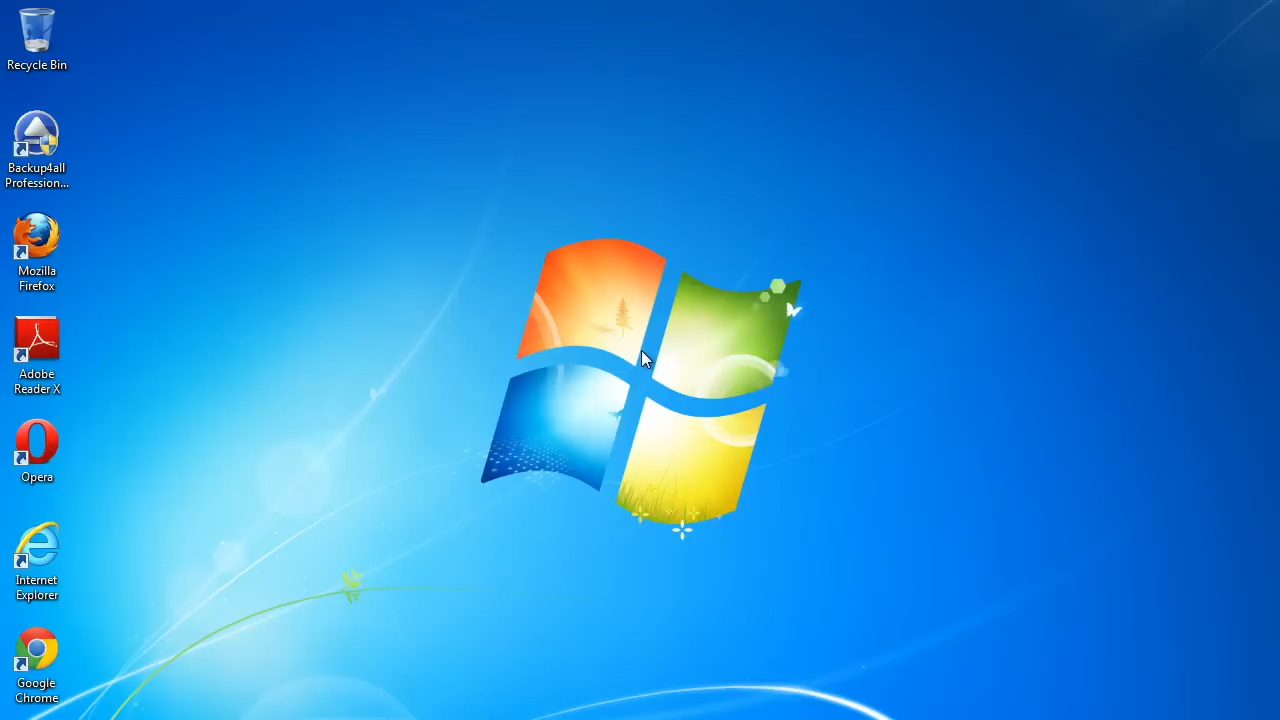 Recycle Bin
Backup4all
Profession...
Mozilla
Firefox
Adobe
Reader X
Opera
Internet
Explorer
Google
Chrome